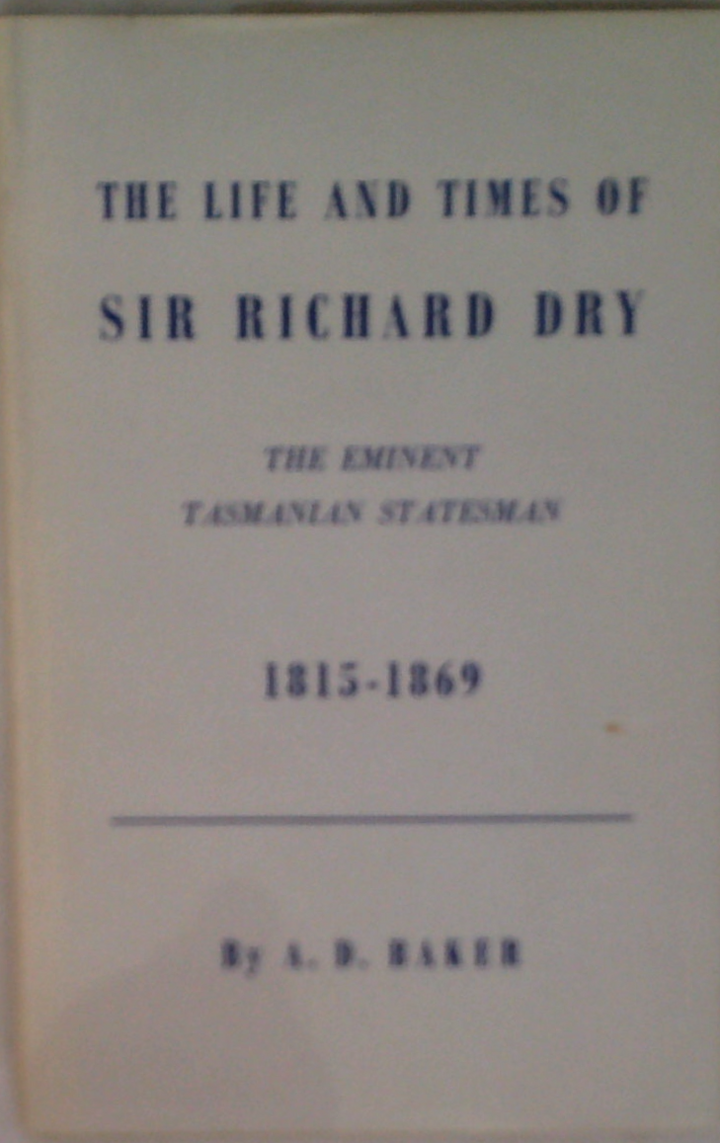 THE LIFE AND TIMES OF
SIR RICHARD DRY
THE EMINENT
TASMANIAN STATESMAN
1815-1869
By A. D. BAKER